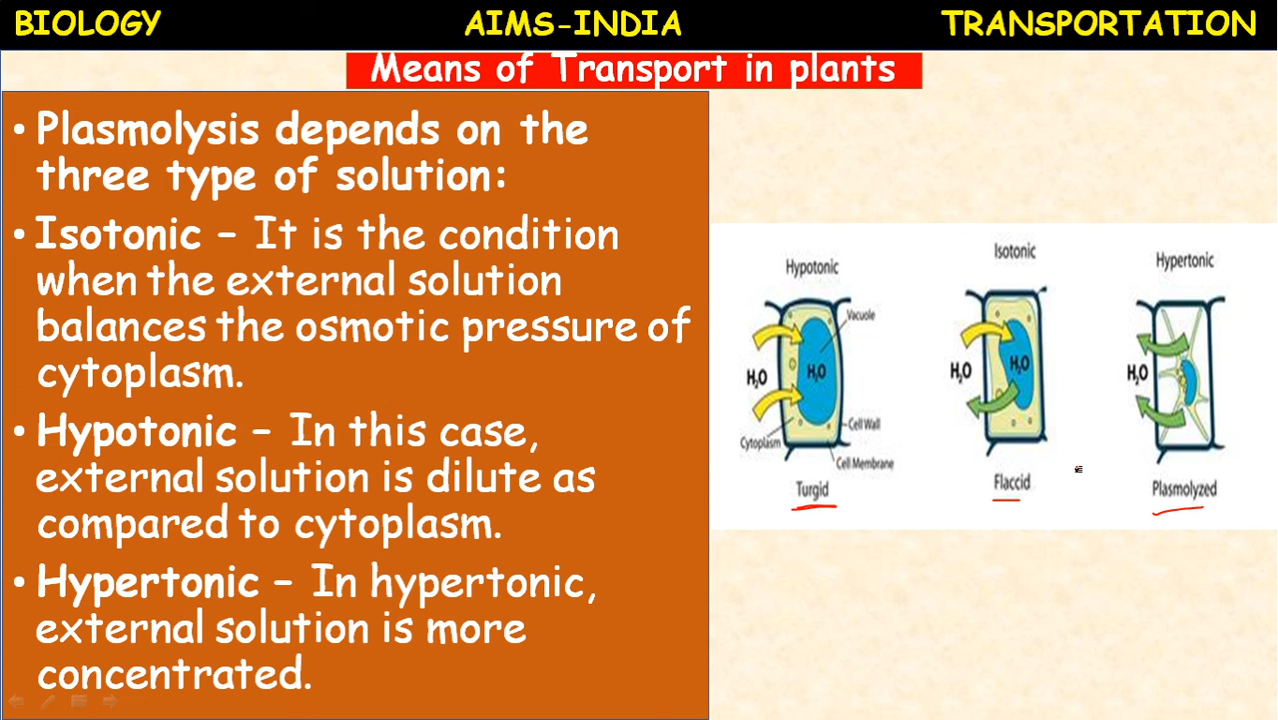 BIOLOGY AIMS-INDIA TRANSPORTATION
Means of Transport in plants
• Plasmolysis depends on the
three type of solution:
• Isotonic – It is the condition
when the external solution
balances the osmotic pressure of
cytoplasm.
• Hypotonic – In this case,
external solution is dilute as
compared to cytoplasm.
• Hypertonic – In hypertonic,
external solution is more
concentrated.
Hypotonic
Vacuole
H₂O
H₂O
Cell Wall
Cytoplasm
Cell Membrane
Turgid
Isotonic
H₂O
H₂O
Flaccid
Hypertonic
H₂O
Plasmolyzed